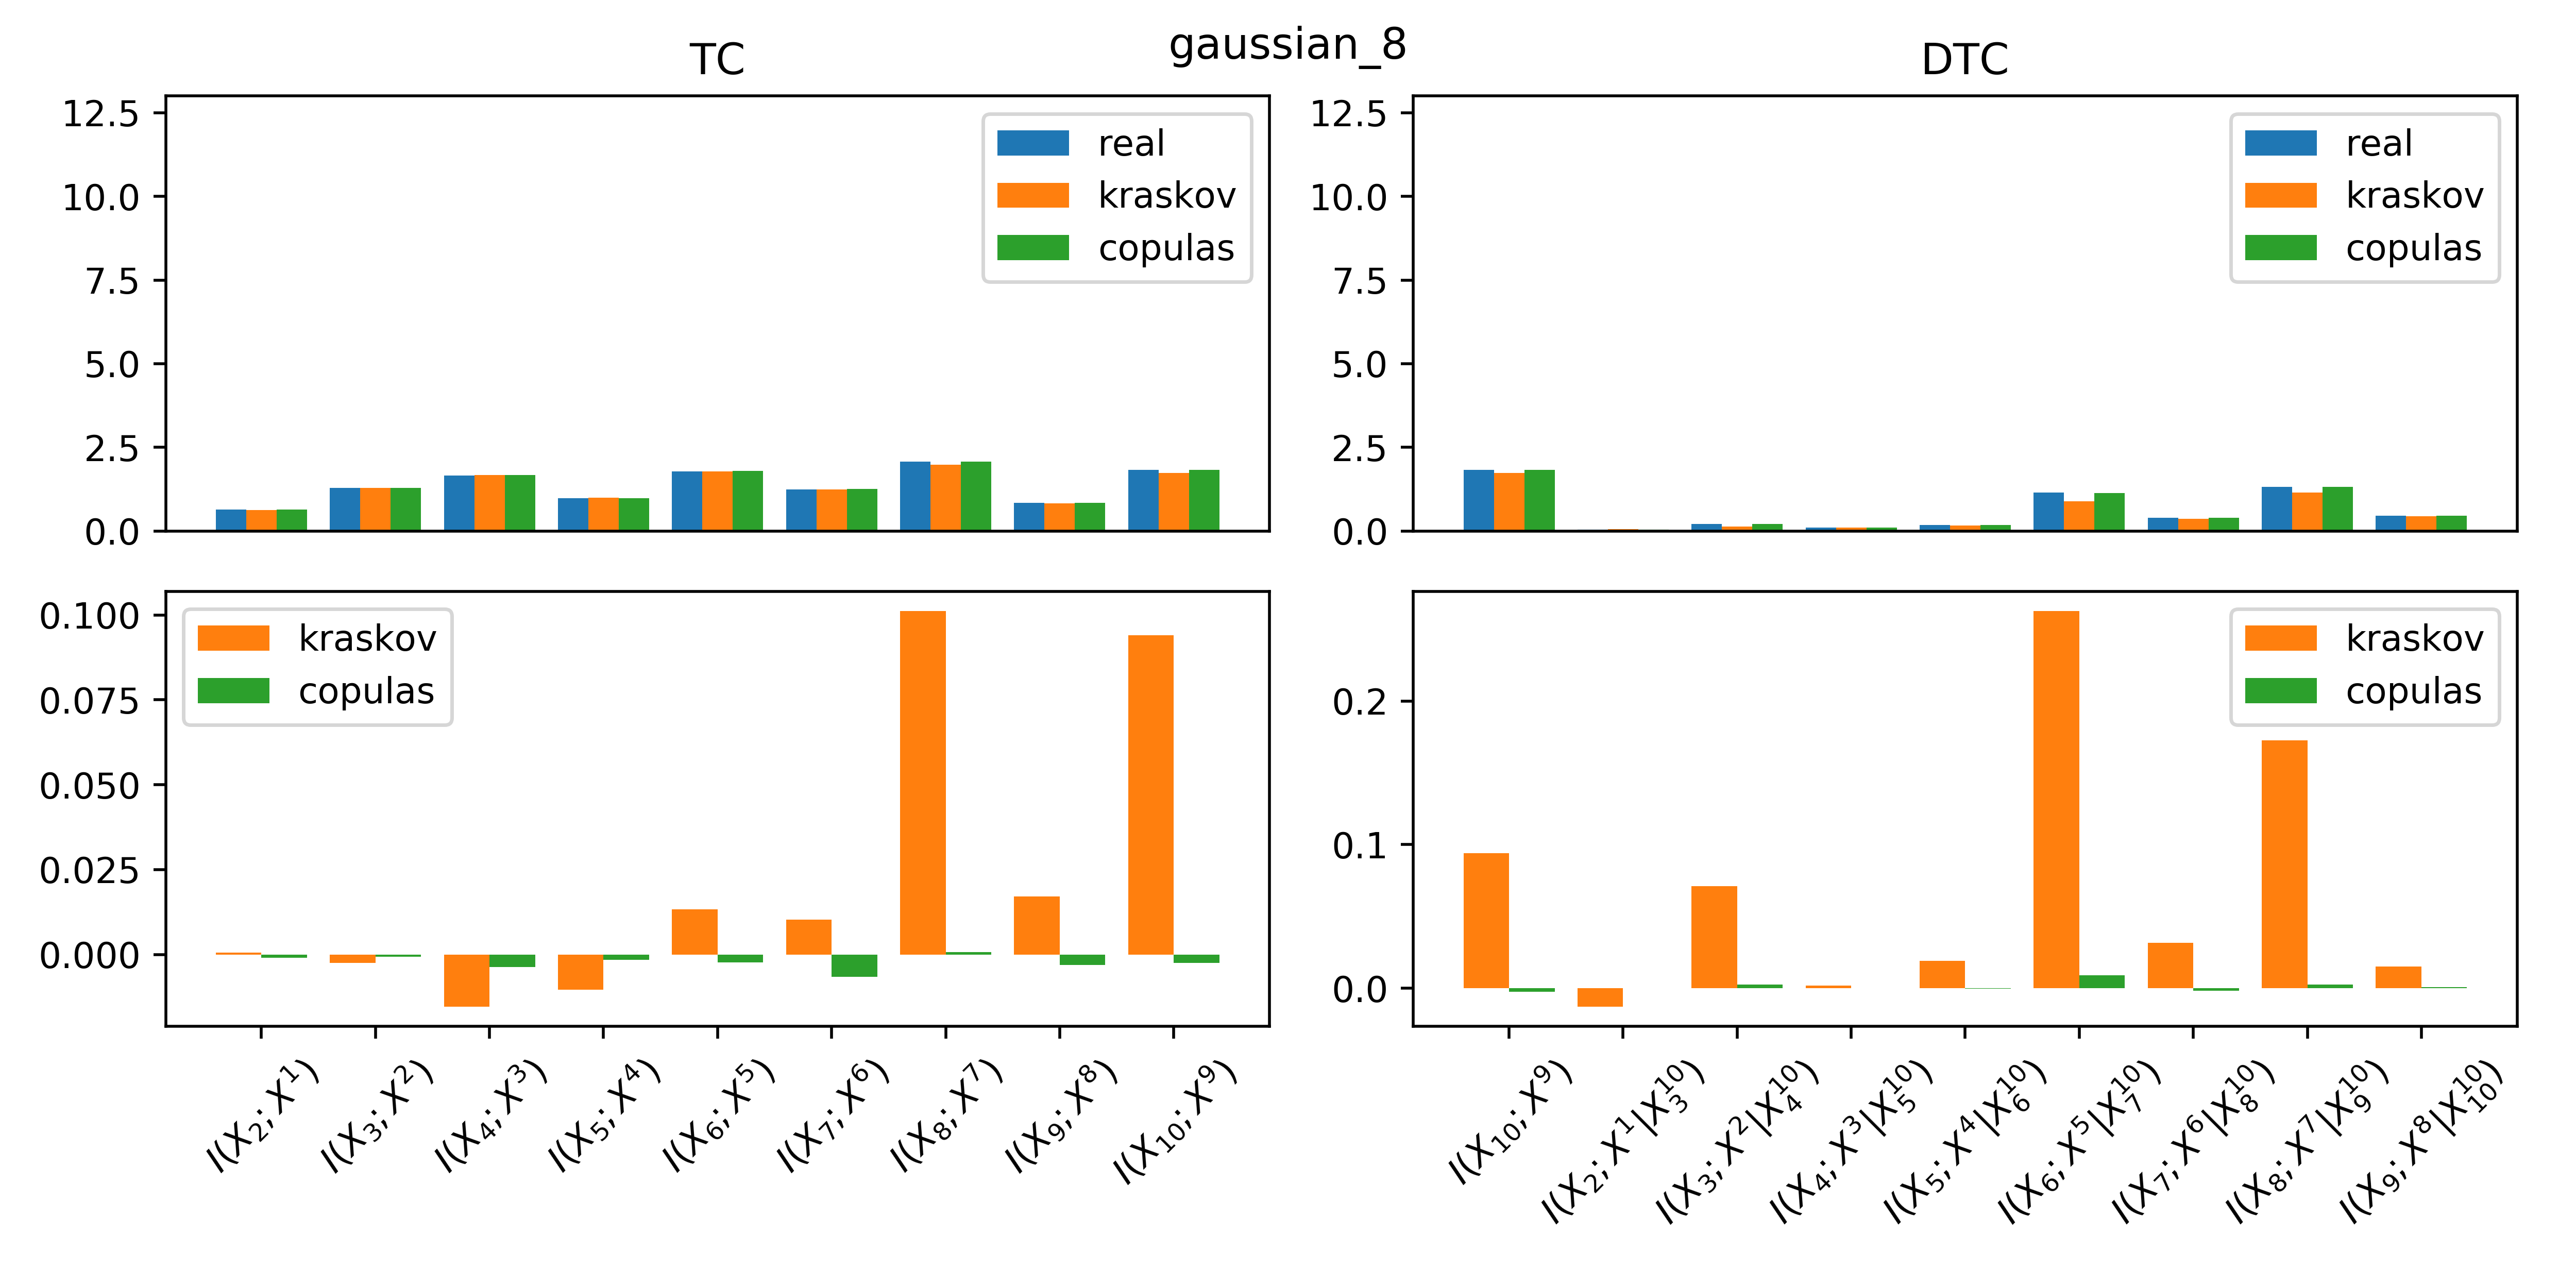 gaussian_8
TC
DTC
12.5
10.0
7.5
5.0
2.5
0.0
real
kraskov
copulas
12.5
10.0
7.5
5.0
2.5
0.0
real
kraskov
copulas
0.100
0.075
0.050
0.025
0.000
kraskov
copulas
I(X₂; X¹)
I(X₃; X²)
I(X₄; X³)
I(X₅; X⁴)
I(X₆; X⁵)
I(X₇; X⁶)
I(X₈; X⁷)
I(X₉; X⁸)
I(X₁₀; X⁹)
0.2
0.1
0.0
kraskov
copulas
I(X₁₀; X⁹)
I(X₂; X¹|X₃¹⁰)
I(X₃; X²|X₄¹⁰)
I(X₄; X³|X₅¹⁰)
I(X₅; X⁴|X₆¹⁰)
I(X₆; X⁵|X₇¹⁰)
I(X₇; X⁶|X₈¹⁰)
I(X₈; X⁷|X₉¹⁰)
I(X₉; X⁸|X₁₀¹⁰)